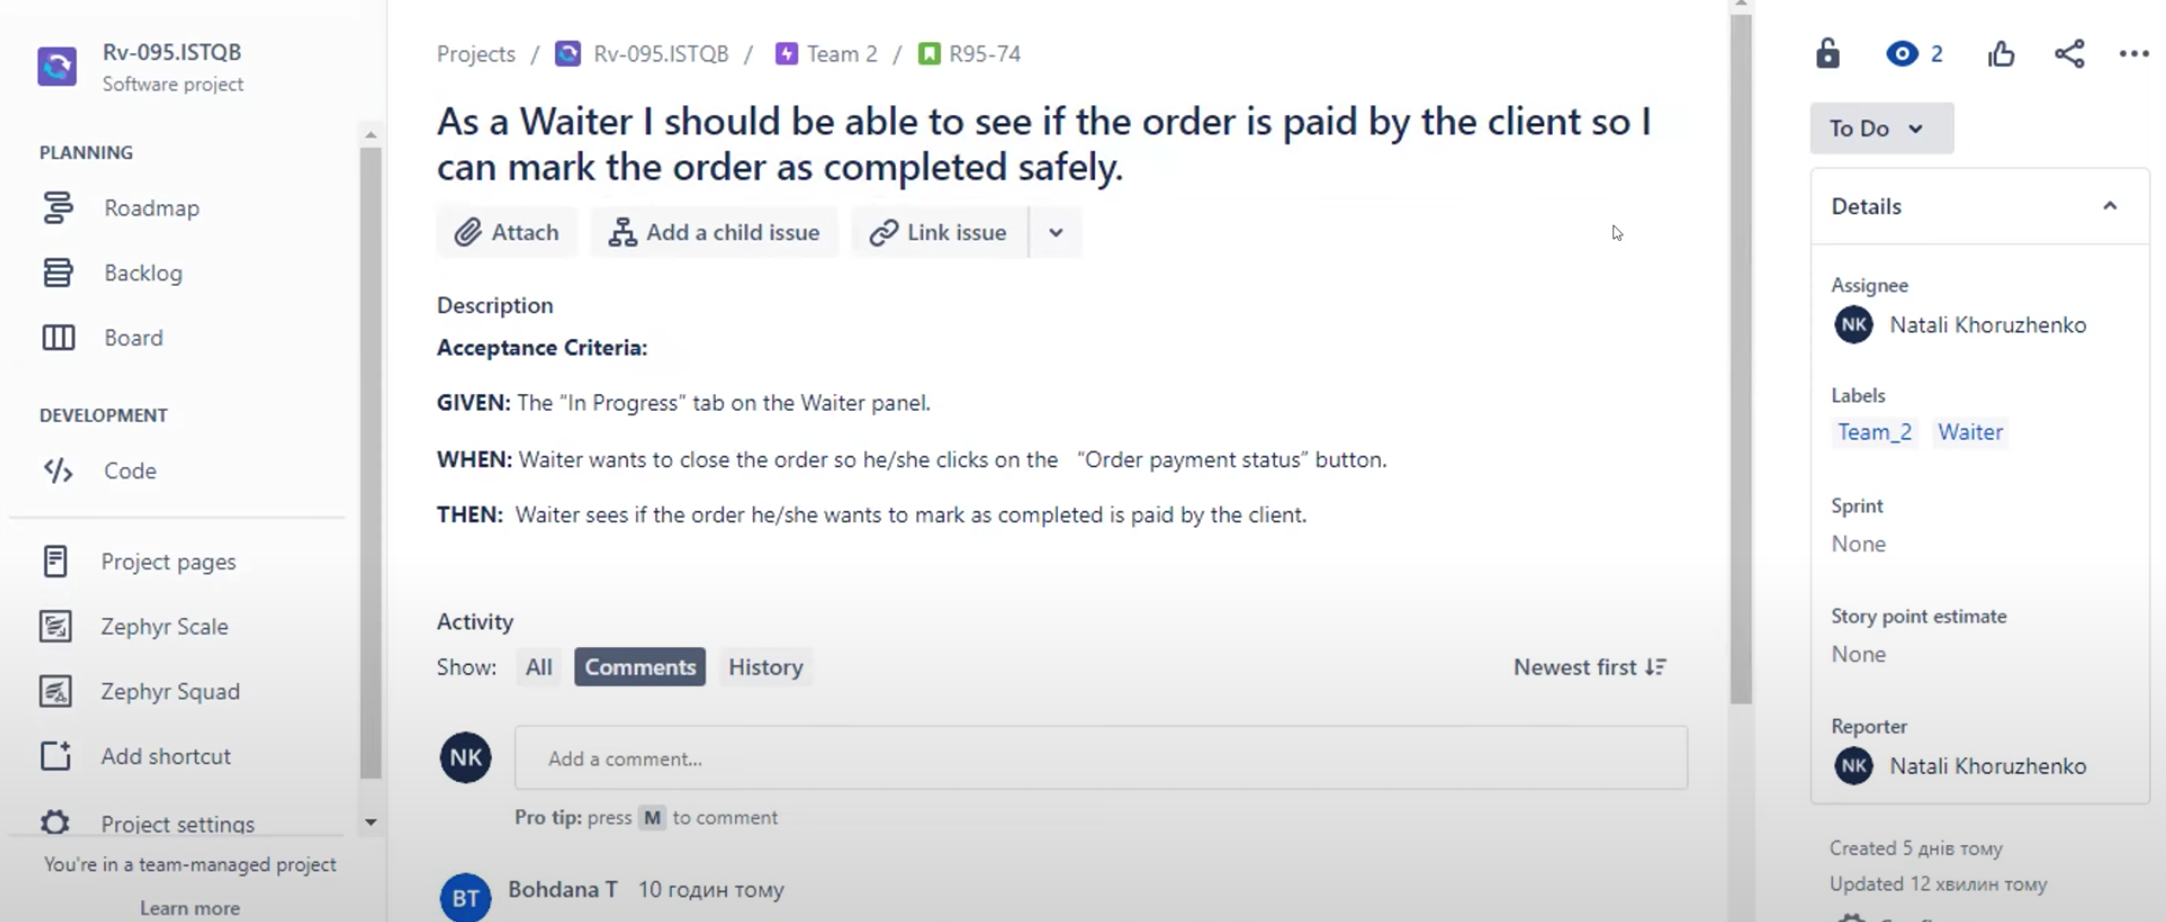 Rv-095.ISTQB
Software project
PLANNING
Roadmap
Backlog
Board
DEVELOPMENT
Code
Project pages
Zephyr Scale
Zephyr Squad
Add shortcut
Project settings
You're in a team-managed project
Learn more
Projects / Rv-095.ISTQB / Team 2 / R95-74
As a Waiter I should be able to see if the order is paid by the client so I
can mark the order as completed safely.
Attach Add a child issue Link issue
Description
Acceptance Criteria:
GIVEN: The “In Progress” tab on the Waiter panel.
WHEN: Waiter wants to close the order so he/she clicks on the “Order payment status” button.
THEN: Waiter sees if the order he/she wants to mark as completed is paid by the client.
Activity
Show: All Comments History Newest first
NK Add a comment...
Pro tip: press M to comment
BT Bohdana T 10 годин тому
2
To Do
Details
Assignee
NK Natali Khoruzhenko
Labels
Team_2 Waiter
Sprint
None
Story point estimate
None
Reporter
NK Natali Khoruzhenko
Created 5 днів тому
Updated 12 хвилин тому